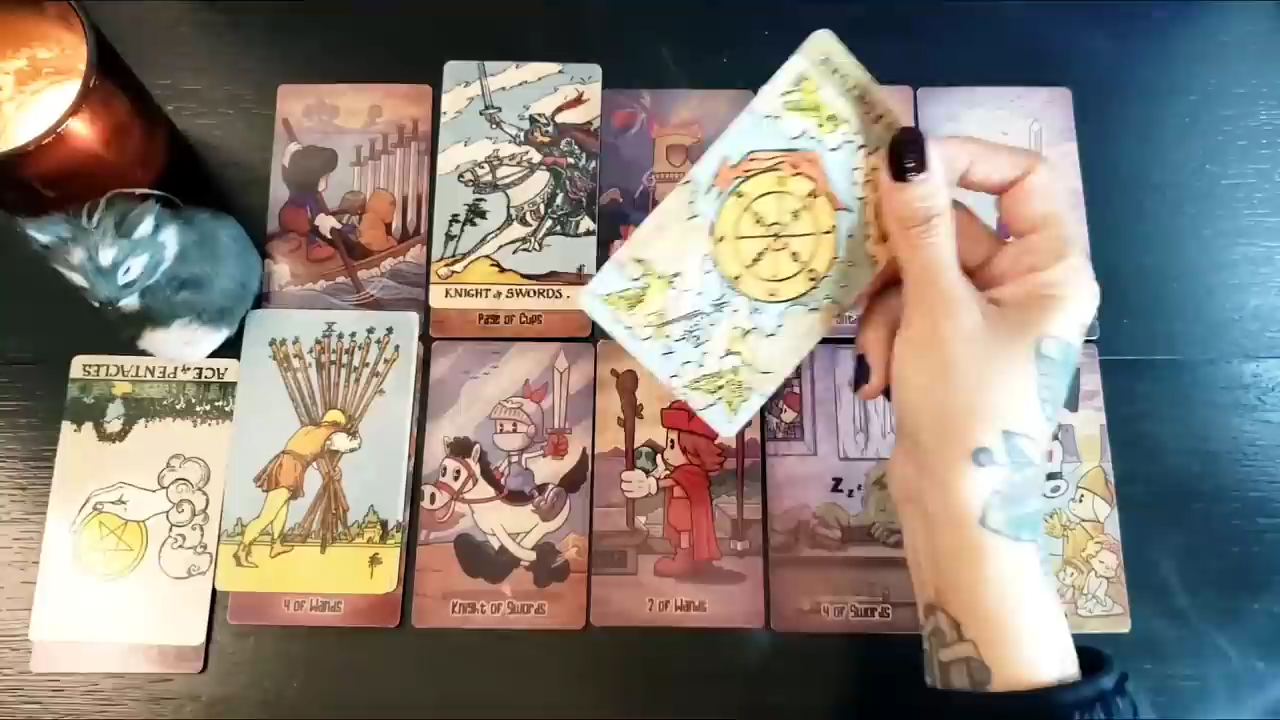 KNIGHT of SWORDS.
Page of Cups
ACE of PENTACLES
X
4 of Wands
Knight of Swords
2 of Wands
Z z z
4 of Swords